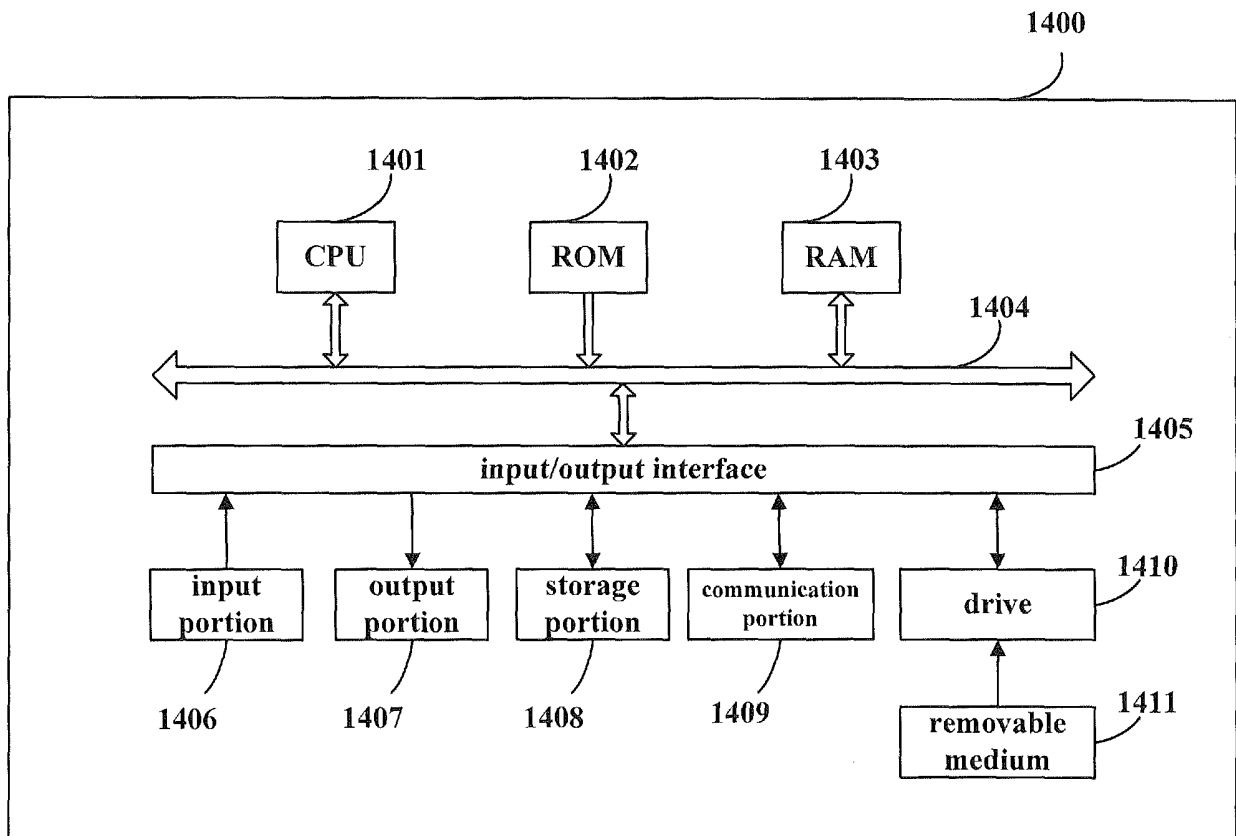 1400
1401
1402
1403
CPU
ROM
RAM
1404
1405
input/output interface
input
portion
output
portion
storage
portion
communication
portion
drive
1410
1406
1407
1408
1409
removable
medium
1411